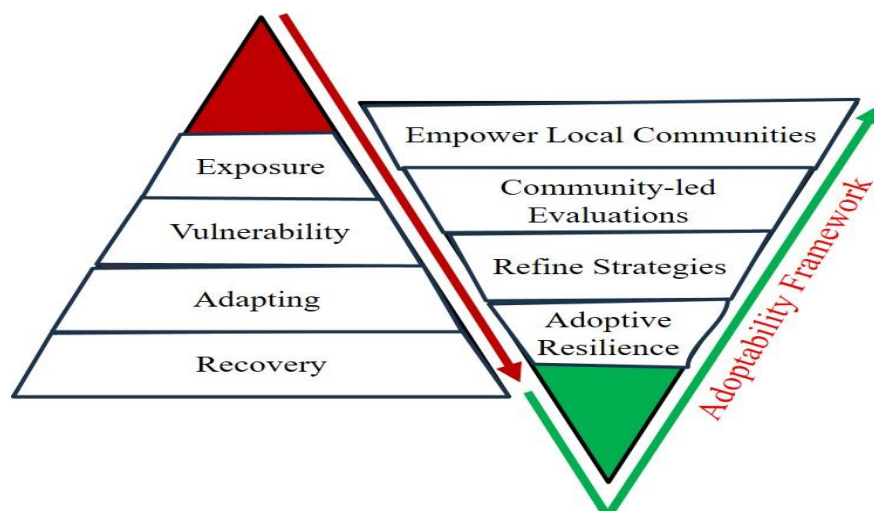 Exposure
Vulnerability
Adapting
Recovery
Empower Local Communities
Community-led
Evaluations
Refine Strategies
Adoptive
Resilience
Adoptability Framework